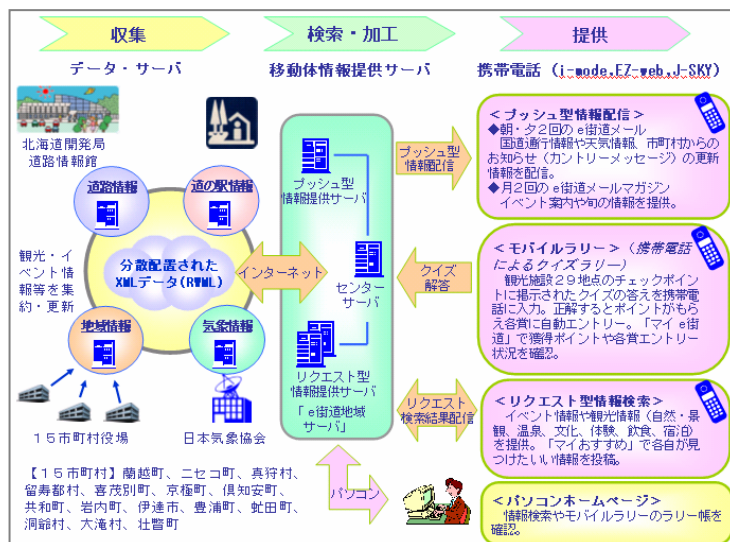 収集
検索・加工
提供
データ・サーバ
移動体情報提供サーバ
携帯電話 (i-mode,EZ-web,J-SKY)
北海道開発局
道路情報館
道路情報
道の駅情報
観光・イ
ベント情
報等を集
約・更新
分散配置された
XMLデータ(RWML)
地域情報
気象情報
15市町村役場
日本気象協会
【15市町村】蘭越町、ニセコ町、真狩村、
留寿都村、喜茂別町、京極町、倶知安町、
共和町、岩内町、伊達市、豊浦町、虻田町、
洞爺村、大滝村、壮瞥町
インターネット
プッシュ型
情報提供サーバ
センター
サーバ
リクエスト型
情報提供サーバ
「e街道地域
サーバ」
プッシュ型
情報配信
クイズ
解答
リクエスト
検索結果配信
パソコン
<プッシュ型情報配信>
◆朝・夕2回のe街道メール
国道通行情報や天気情報、市町村からの
お知らせ(カントリーメッセージ)の更新
情報を配信。
◆月2回のe街道メールマガジン
イベント案内や旬の情報を提供。
<モバイルラリー>(携帯電話
によるクイズラリー)
観光施設29地点のチェックポイン
トに掲示されたクイズの答えを携帯電
話に入力。正解するとポイントがもら
え各賞に自動エントリー。「マイe街
道」で獲得ポイントや各賞エントリー
状況を確認。
<リクエスト型情報検索>
イベント情報や観光情報(自然・景
観、温泉、文化、体験、飲食、宿泊)
を提供。「マイおすすめ」で各自が見
つけたいい情報を投稿。
<パソコンホームページ>
情報検索やモバイルラリーのラリー帳を
確認。